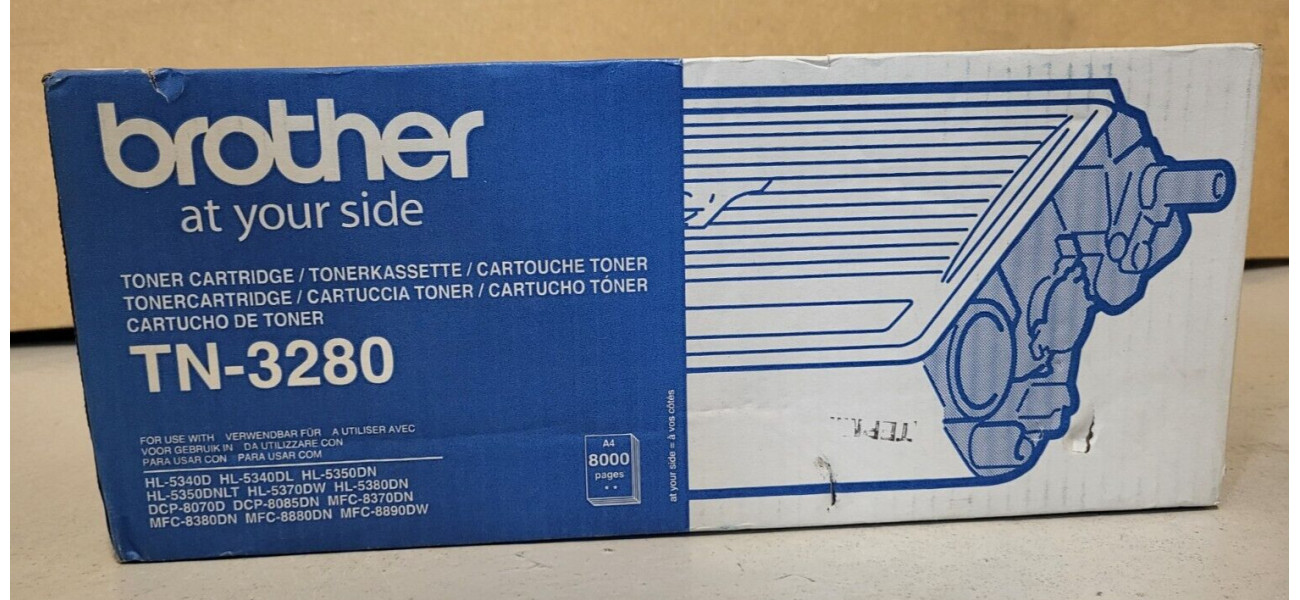 brother
at your side
TONER CARTRIDGE / TONERKASSETTE / CARTOUCHE TONER
TONERCARTRIDGE / CARTUCCIA TONER / CARTUCHO TÓNER
CARTUCHO DE TONER
TN-3280
FOR USE WITH VERWENDBAR FÜR A UTILISER AVEC
VOOR GEBRUIK IN DA UTILIZZARE CON
PARA USAR CON PARA USAR COM
HL-5340D HL-5340DL HL-5350DN
HL-5350DNLT HL-5370DW HL-5380DN
DCP-8070D DCP-8085DN MFC-8370DN
MFC-8380DN MFC-8880DN MFC-8890DW
A4
8000
pages
at your side = à vos côtés